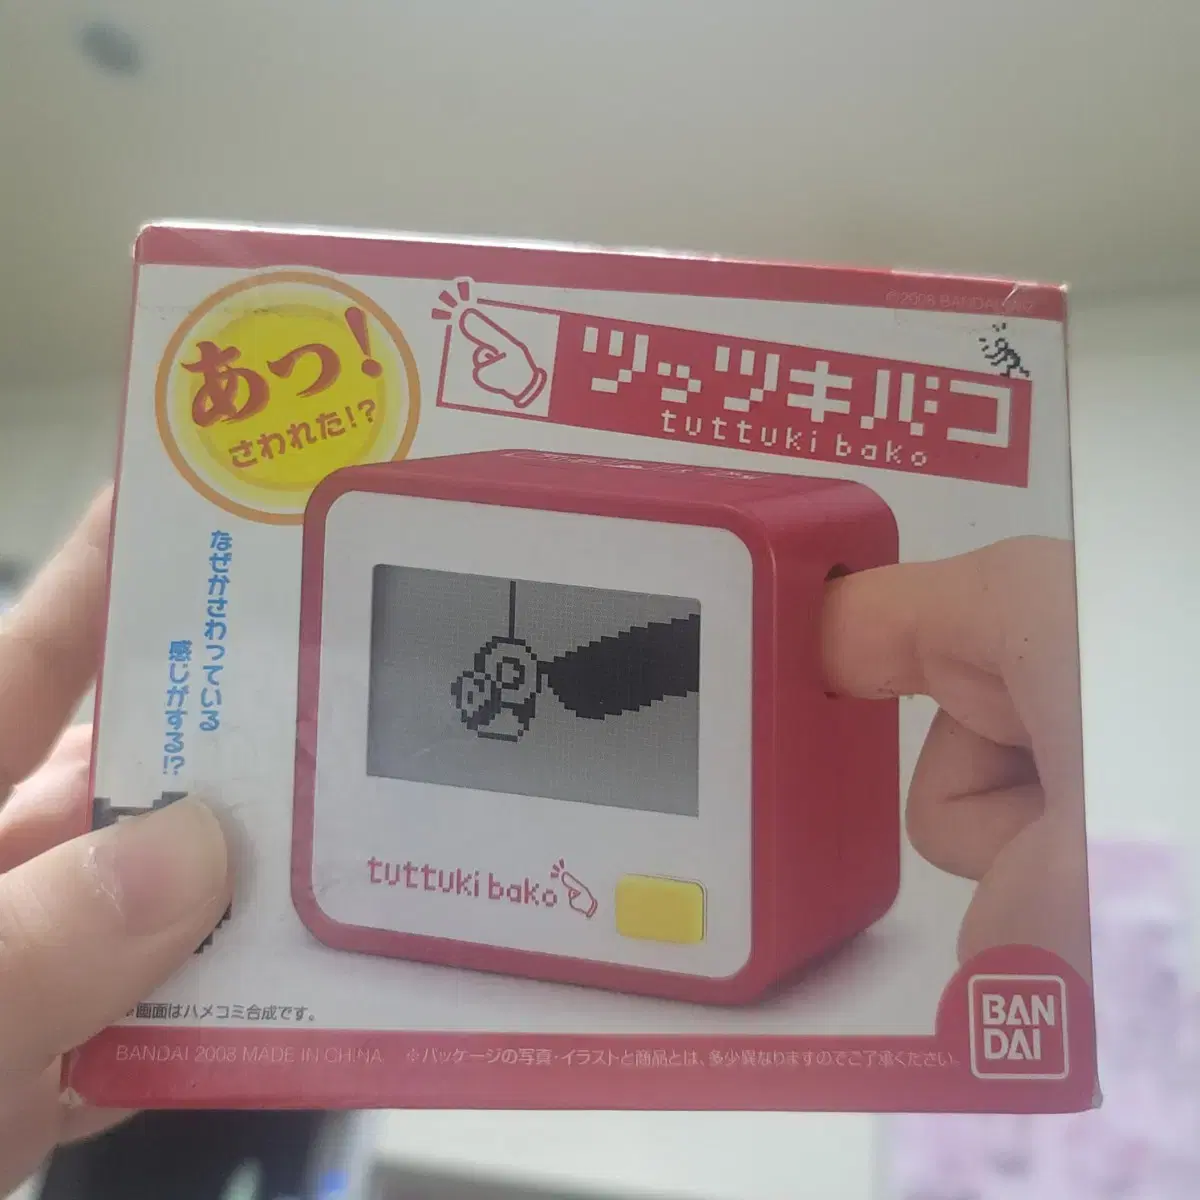 ©2008 BANDAI WiZ
あっ!
さわれた!?
ツッツキバコ
tuttuki bako
なぜかさわっている
感じがする!?
tuttuki bako
※画面はハメコミ合成です。
BANDAI 2008 MADE IN CHINA
※パッケージの写真・イラストと商品とは、多少異なりますのでご了承ください。
BAN
DAI